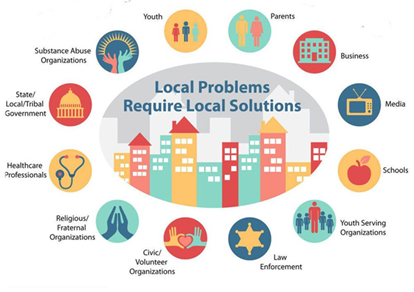 Youth
Parents
Substance Abuse
Organizations
Business
Local Problems
Require Local Solutions
State/
Local/Tribal
Government
Media
Healthcare
Professionals
Schools
Religious/
Fraternal
Organizations
Youth Serving
Organizations
Civic/
Volunteer
Organizations
Law
Enforcement